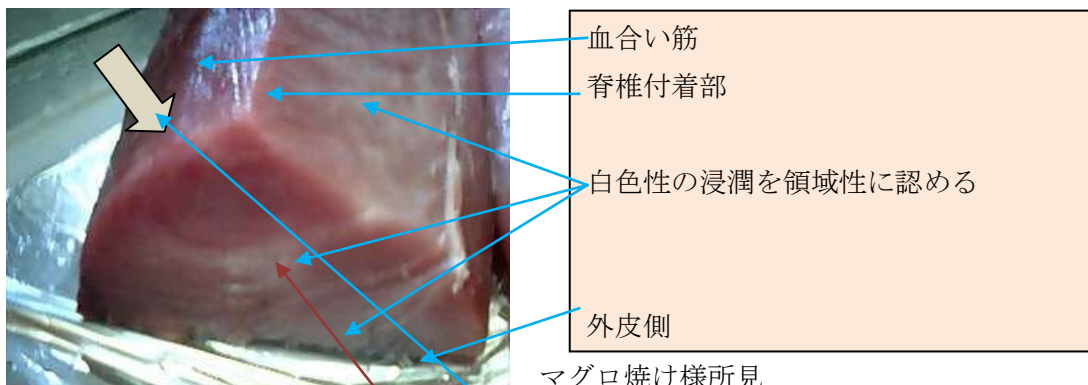 血合い筋
脊椎付着部
白色性の浸潤を領域性に認める
外皮側
マグロ焼け様所見